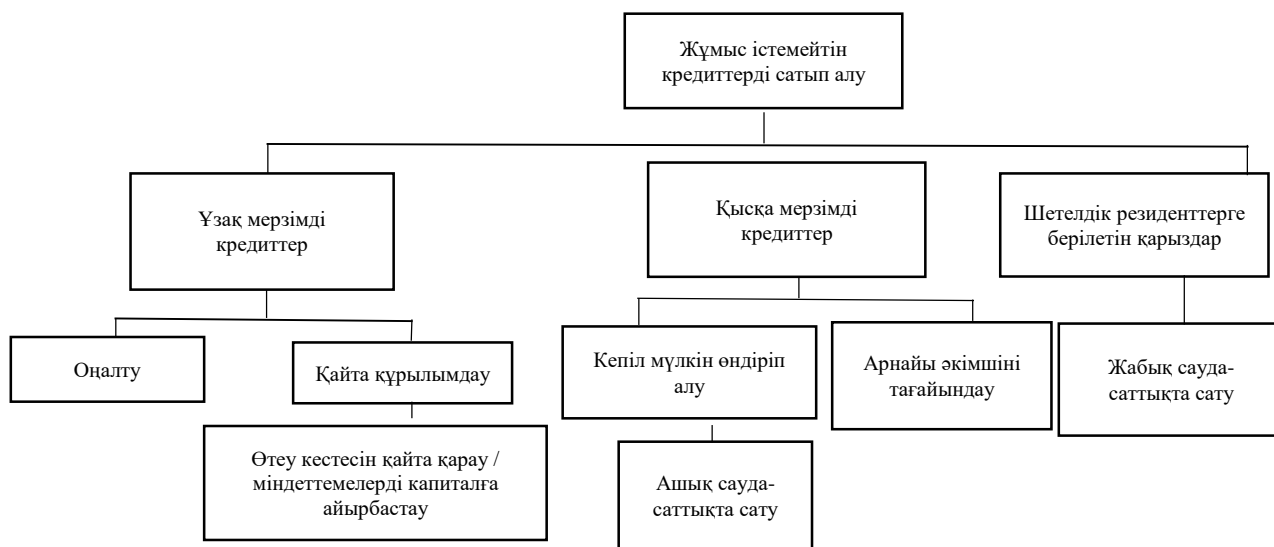 Жұмыс істемейтін
кредиттерді сатып алу
Ұзақ мерзімді
кредиттер
Қысқа мерзімді
кредиттер
Шетелдік резиденттерге
берілетін қарыздар
Оңалту
Қайта құрылымдау
Кепіл мүлкін өндіріп
алу
Арнайы әкімшіні
тағайындау
Жабық сауда-
саттықта сату
Өтеу кестесін қайта қарау /
міндеттемелерді капиталға
айырбастау
Ашық сауда-
саттықта сату